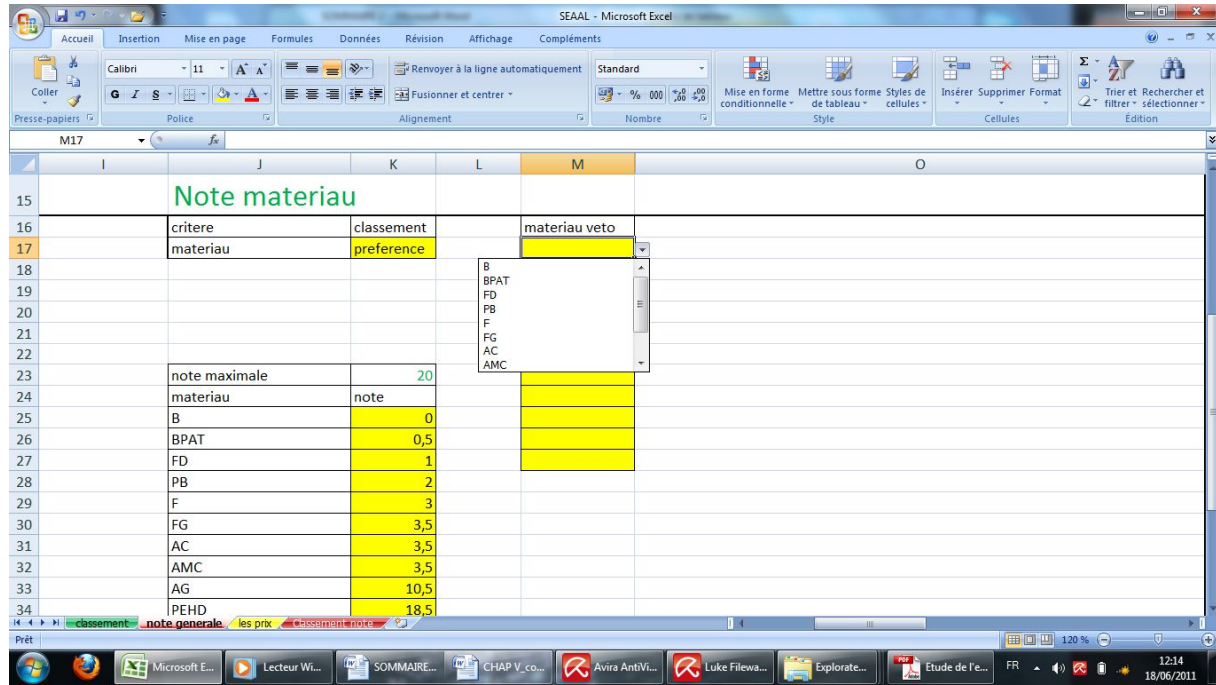 SEAAL - Microsoft Excel
Accueil Insertion Mise en page Formules Données Révision Affichage Compléments
Coller
Calibri 11 A A
G I S
Renvoyer à la ligne automatiquement
Fusionner et centrer
Standard
% 000
Mise en forme conditionnelle
Mettre sous forme de tableau
Styles de cellules
Insérer Supprimer Format
Trier et filtrer
Rechercher et sélectionner
Presse-papiers Police Alignement Nombre Style Cellules Édition
M17 fx
I J K L M O
15 Note materiau
16 critere classement materiau veto
17 materiau preference
18 B
BPAT
19 FD
20 PB
21 F
FG
22 AC
AMC
23 note maximale 20
24 materiau note
25 B 0
26 BPAT 0,5
27 FD 1
28 PB 2
29 F 3
30 FG 3,5
31 AC 3,5
32 AMC 3,5
33 AG 10,5
34 PEHD 18,5
classement note generale les prix Classement note
Prêt 120 %
Microsoft E... Lecteur Wi... SOMMAIRE... CHAP V_co... Avira AntiVi... Luke Filewa... Explorate... Etude de l'e... FR 12:14
18/06/2011